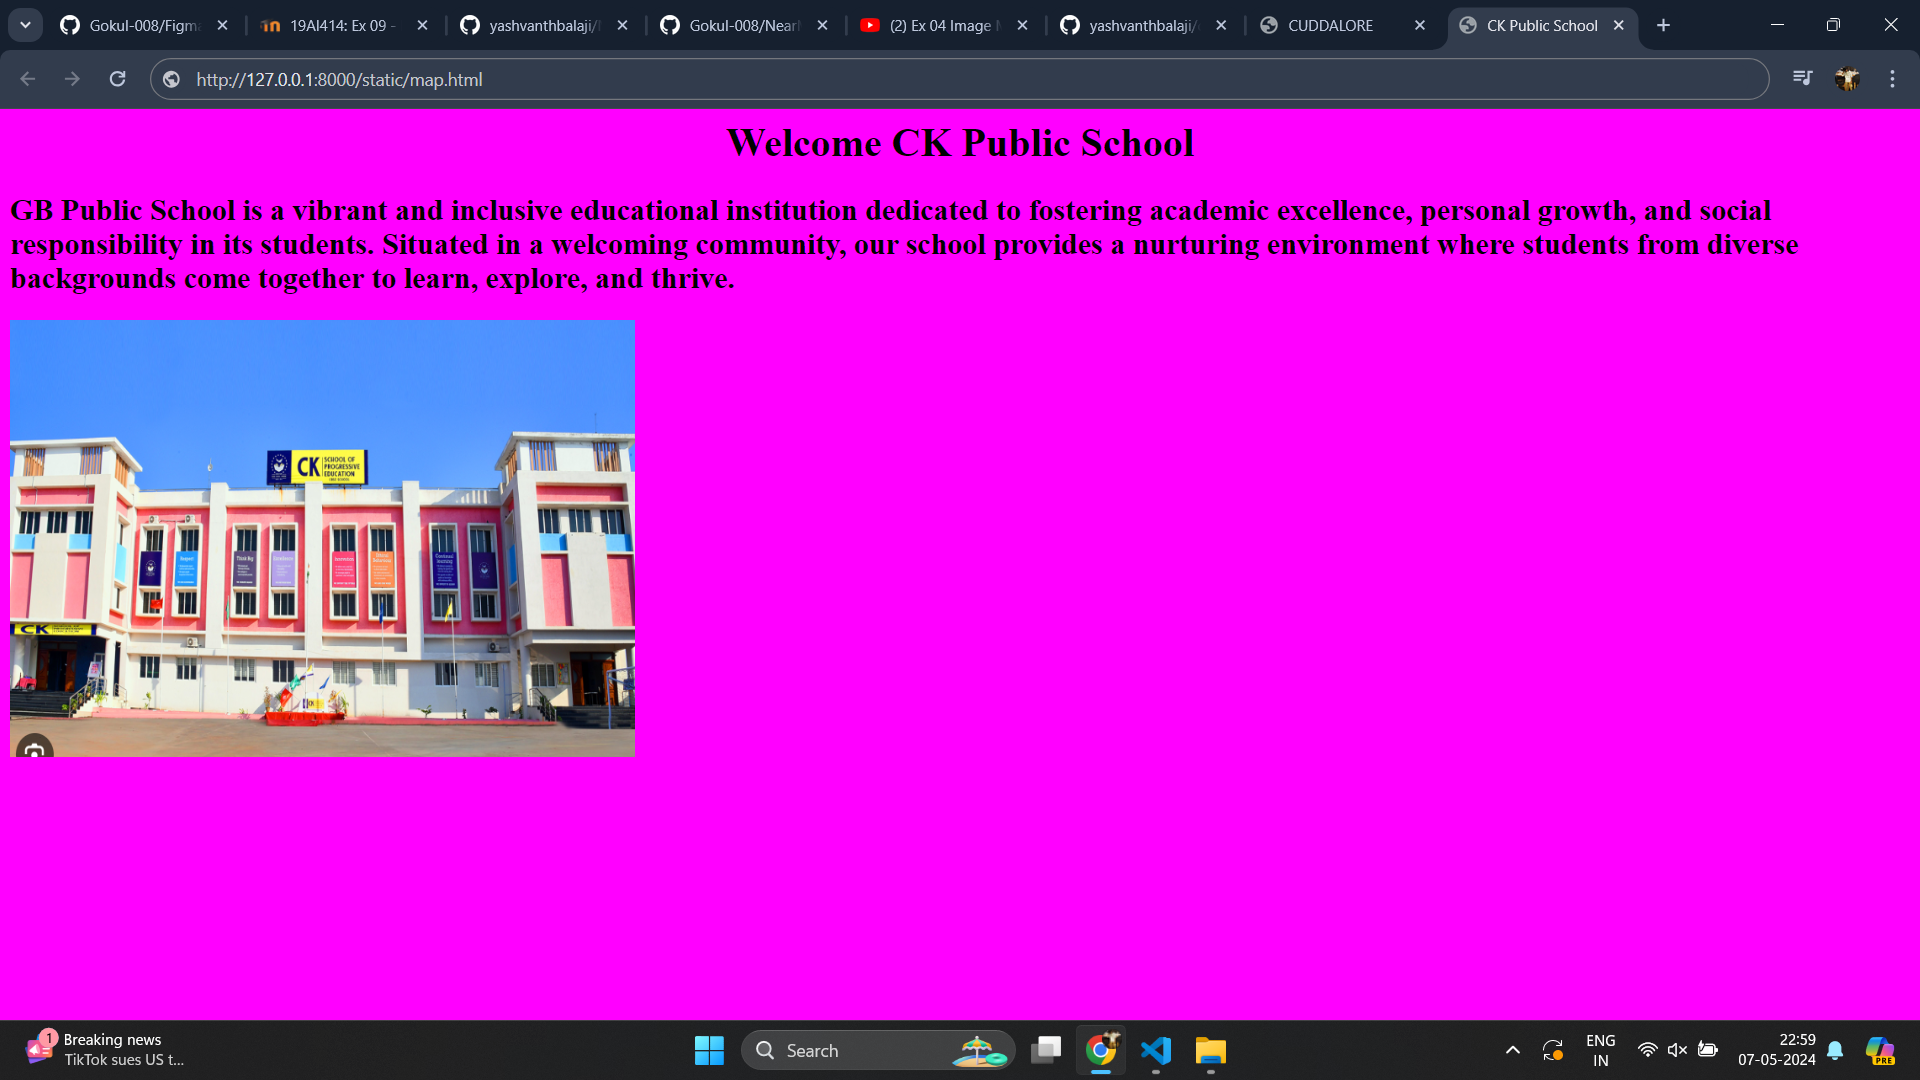 Gokul-008/Figma
19AI414: Ex 09 -
yashvanthbalaji/
Gokul-008/Near
(2) Ex 04 Image
yashvanthbalaji/
CUDDALORE
CK Public School
http://127.0.0.1:8000/static/map.html
Welcome CK Public School
GB Public School is a vibrant and inclusive educational institution dedicated to fostering academic excellence, personal growth, and social
responsibility in its students. Situated in a welcoming community, our school provides a nurturing environment where students from diverse
backgrounds come together to learn, explore, and thrive.
CK SCHOOL OF
PROGRESSIVE
EDUCATION
CK
1
Breaking news
TikTok sues US t...
Search
ENG
IN
22:59
07-05-2024
PRE